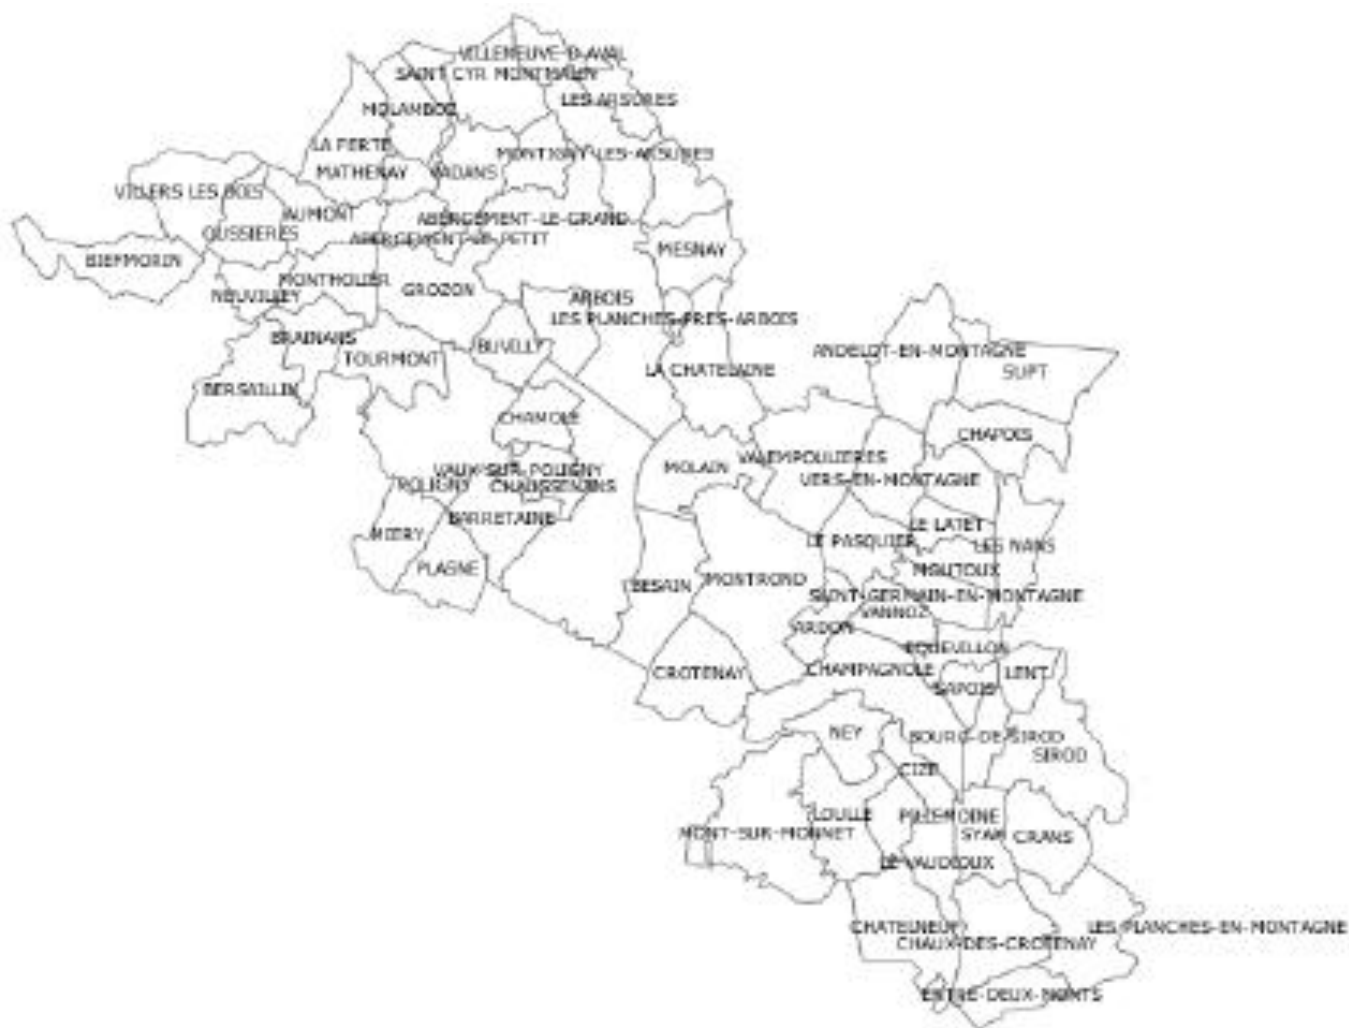 VILLENEUVE-D-AVAL
SAINT CYR MONTMALIN
LES ARSURES
MOLAMBOZ
LA FERTE
MONTIGNY-LES-ARSURES
MATHENAY
VADANS
VILLERS LES BOIS
AUMONT
ABERGEMENT-LE-GRAND
OUSSIERES
ABERGEMENT-LE-PETIT
MESNAY
BIEFMORIN
MONTHOLIER
GROZON
NEUVILLEY
ARBOIS
LES PLANCHES-PRES-ARBOIS
BRAINANS
BUVILLY
TOURMONT
ANDELOT-EN-MONTAGNE
LA CHATELAINE
SUPT
BERSAILLIN
CHAMOLE
CHAPOIS
VALEMPOULIERES
MOLAIN
VAUX-SUR-POLIGNY
VERS-EN-MONTAGNE
POLIGNY
CHAUSSENANS
BARRETAINE
LE LATET
MIERY
LE PASQUIER
LES NANS
PLASNE
MOUTOUX
MONTROND
BESAIN
SAINT-GERMAIN-EN-MONTAGNE
VANNOZ
ARDON
EQUEVILLON
CROTENAY
CHAMPAGNOLE
LENT
SAPOIS
NEY
BOURG-DE-SIROD
SIROD
CIZE
LOULLE
PILLEMOINE
MONT-SUR-MONNET
SYAM
CRANS
LE VAUDIOUX
CHATELNEUF
LES PLANCHES-EN-MONTAGNE
CHAUX-DES-CROTENAY
ENTRE-DEUX-MONTS